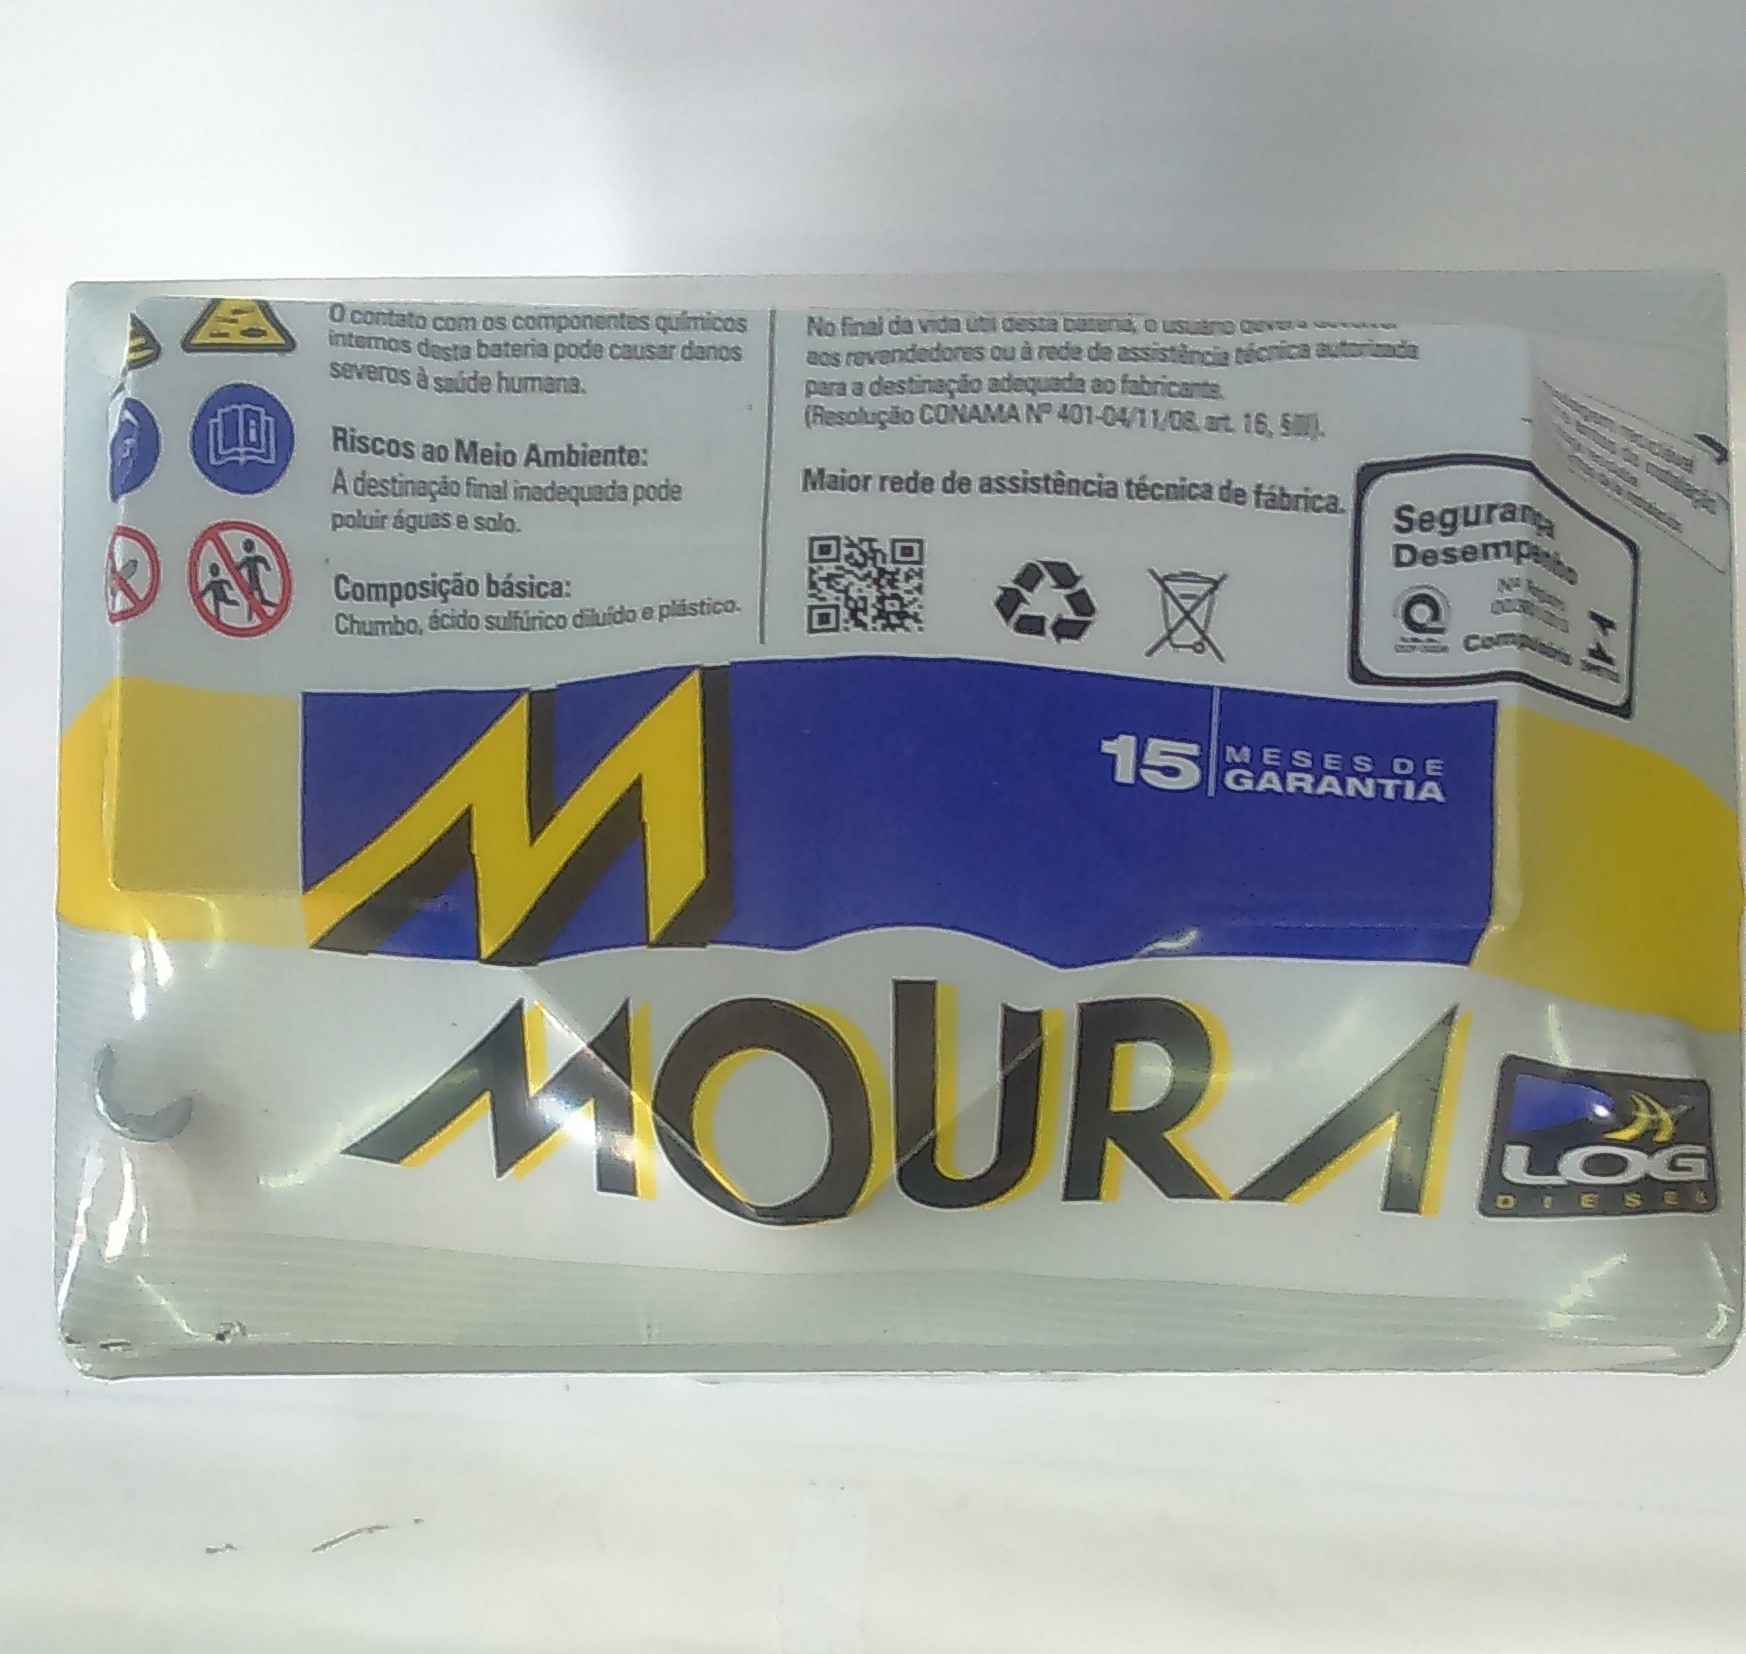 O contato com os componentes químicos
internos desta bateria pode causar danos
severos à saúde humana.
Riscos ao Meio Ambiente:
A destinação final inadequada pode
poluir águas e solo.
Composição básica:
Chumbo, ácido sulfúrico diluído e plástico.
No final da vida útil desta bateria, o usuário deverá
aos revendedores ou à rede de assistência técnica autorizada
para a destinação adequada ao fabricante.
(Resolução CONAMA Nº 401-04/11/08, art. 16, §III).
Maior rede de assistência técnica de fábrica.
Segurança
Desempenho
Compulsório
15 MESES DE
GARANTIA
MOURA
LOG
DIESEL